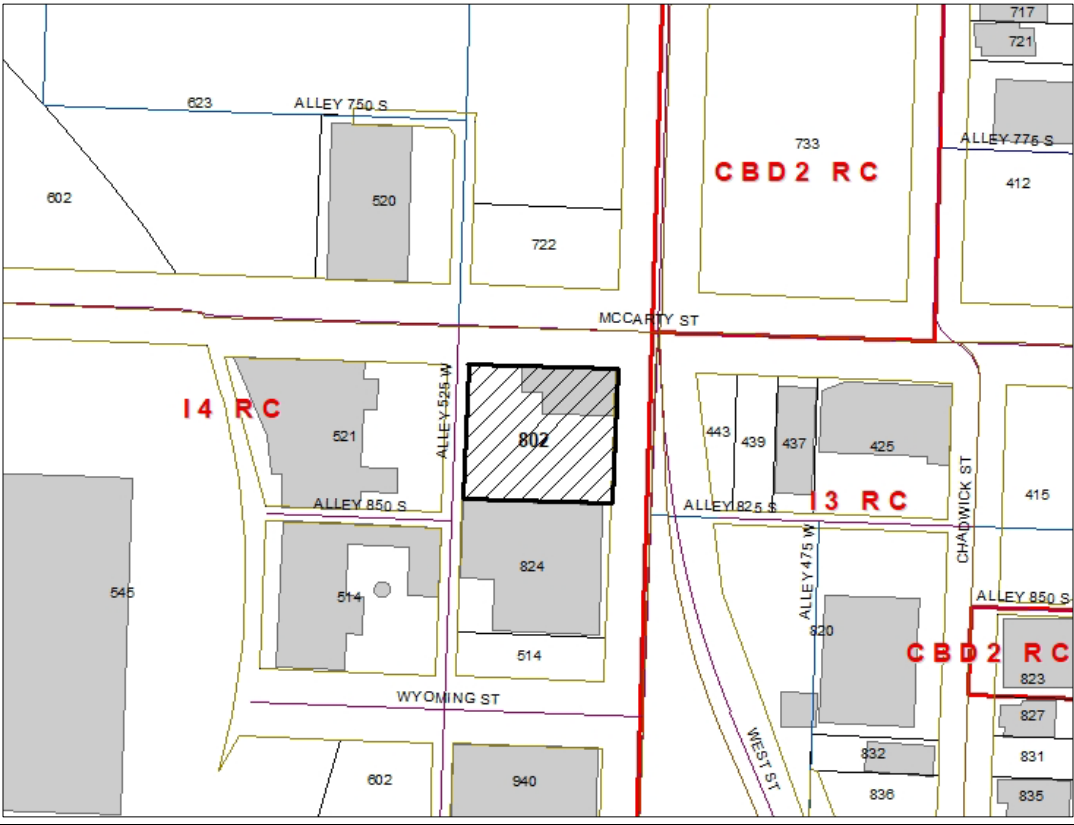 717
721
623
ALLEY 750 S
733
ALLEY 775 S
CBD2 RC
412
602
520
722
MCCARTY ST
ALLEY 525 W
I4 RC
521
802
443
439
437
425
CHADWICK ST
415
I3 RC
ALLEY 850 S
ALLEY 825 S
ALLEY 475 W
824
545
514
ALLEY 850 S
820
514
CBD2 RC
823
WYOMING ST
827
WEST ST
832
831
602
940
836
835